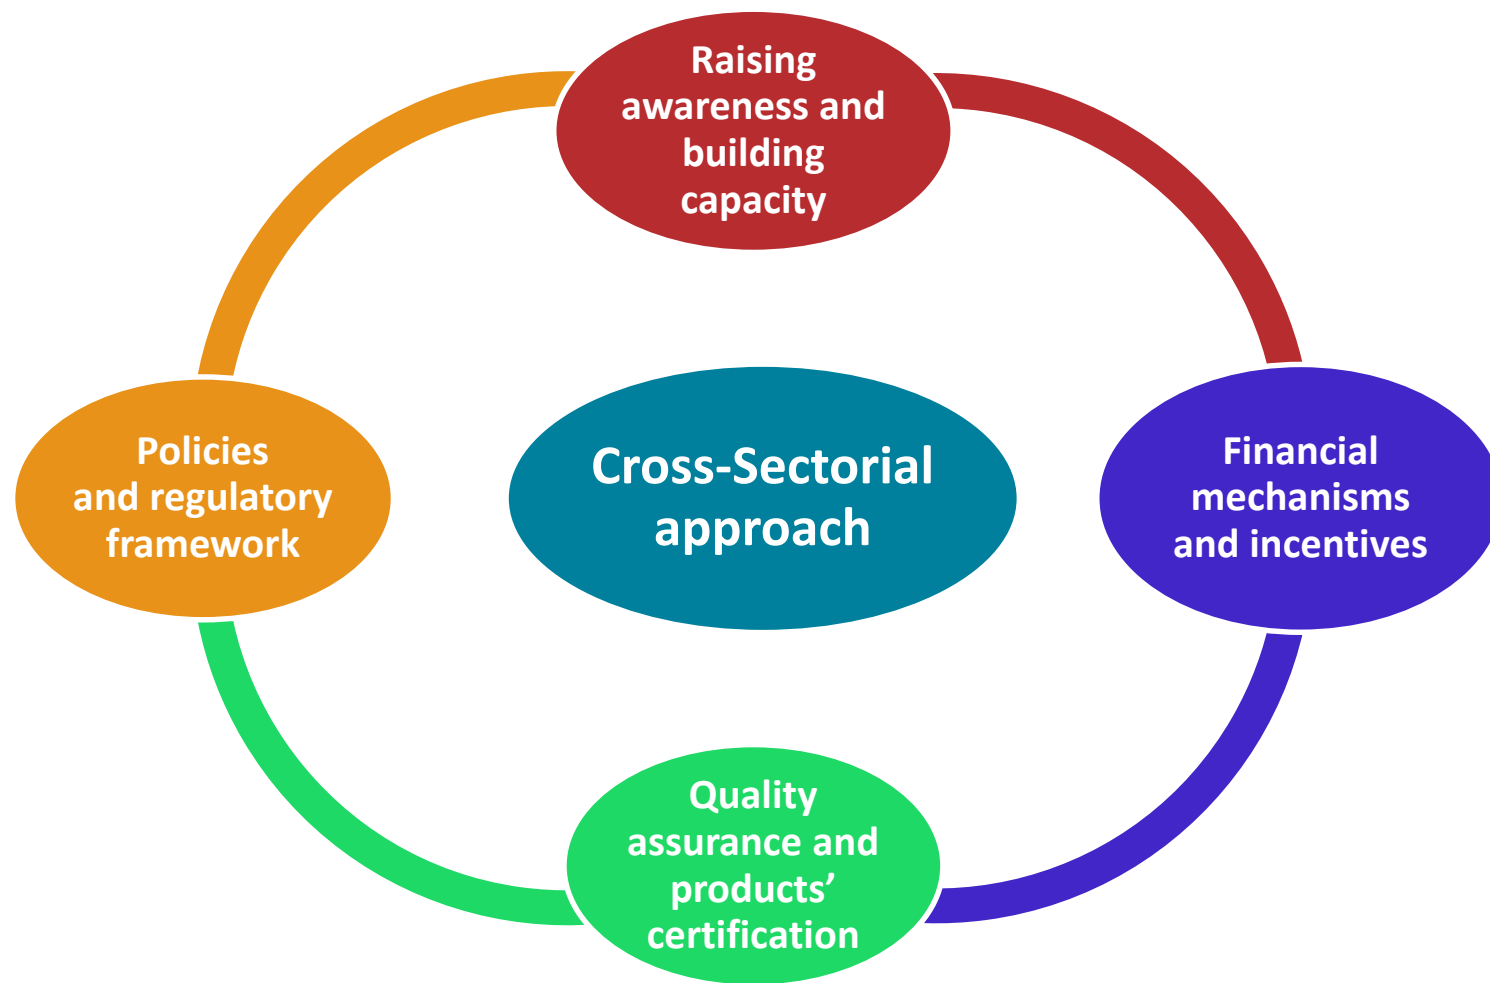 Raising
awareness and
building
capacity
Policies
and regulatory
framework
Cross-Sectorial
approach
Financial
mechanisms
and incentives
Quality
assurance and
products’
certification